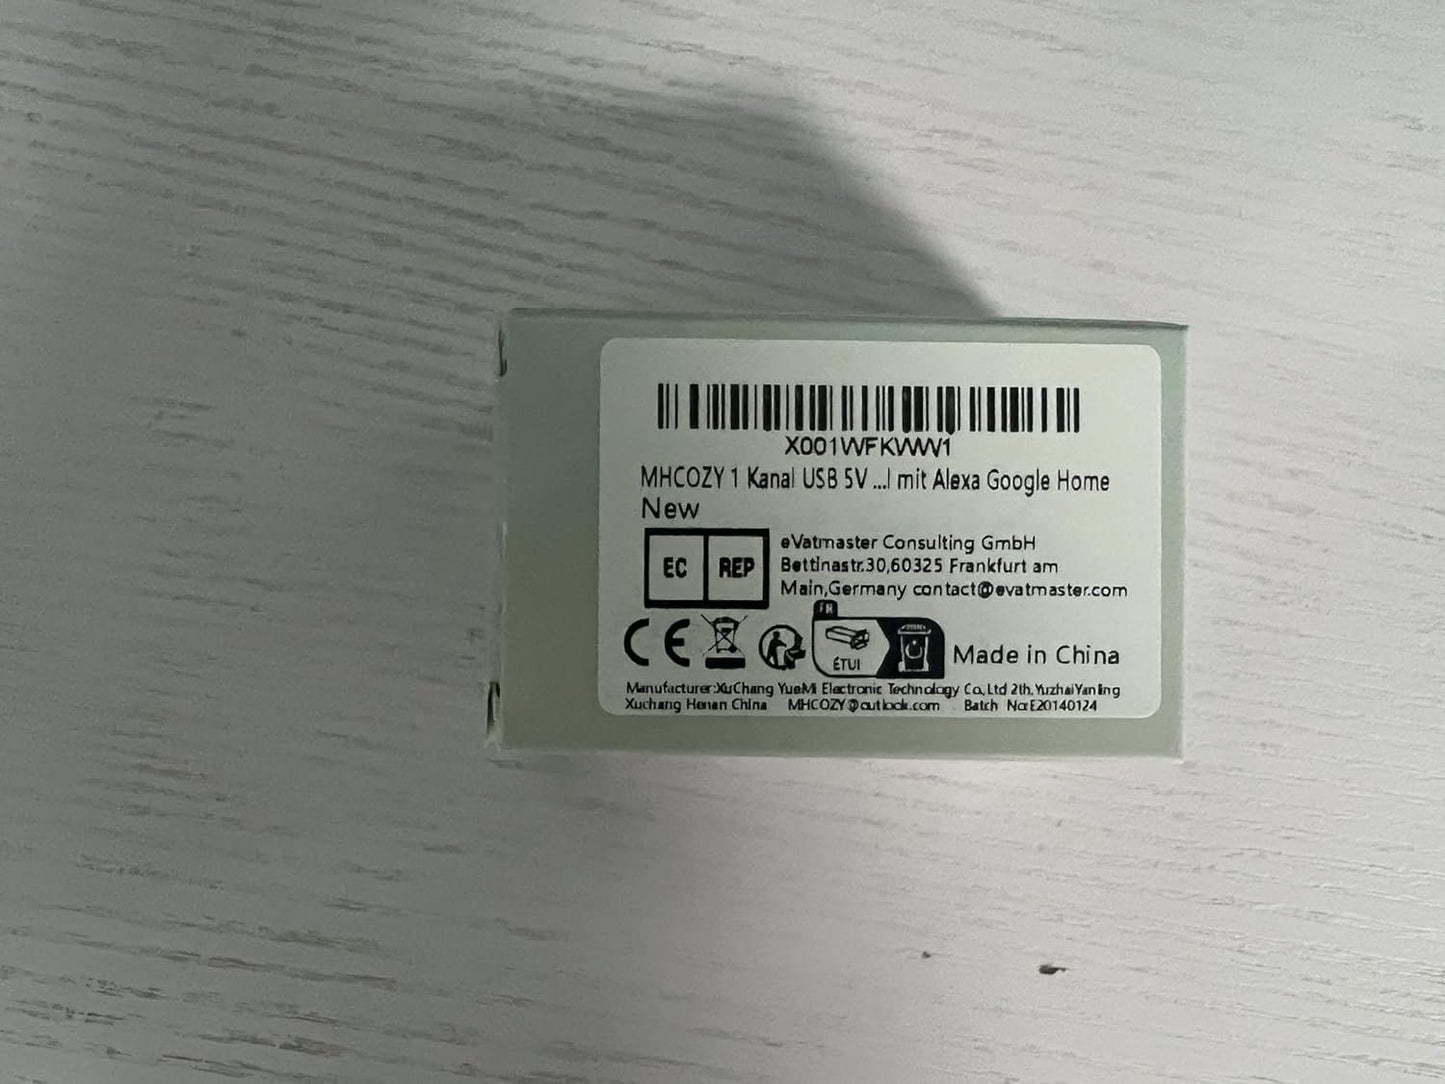 X001WFKWW1
MHCOZY 1 Kanal USB 5V ...l mit Alexa Google Home
New
EC REP
eVatmaster Consulting GmbH
Bettinastr.30,60325 Frankfurt am
Main,Germany contact@evatmaster.com
CE
FR
ÉTUI
Made in China
Manufacturer:XuChang YueMi Electronic Technology Co,Ltd 2th,YuzhaiYanling
Xuchang Henan China MHCOZY@outlook.com Batch No:E20140124